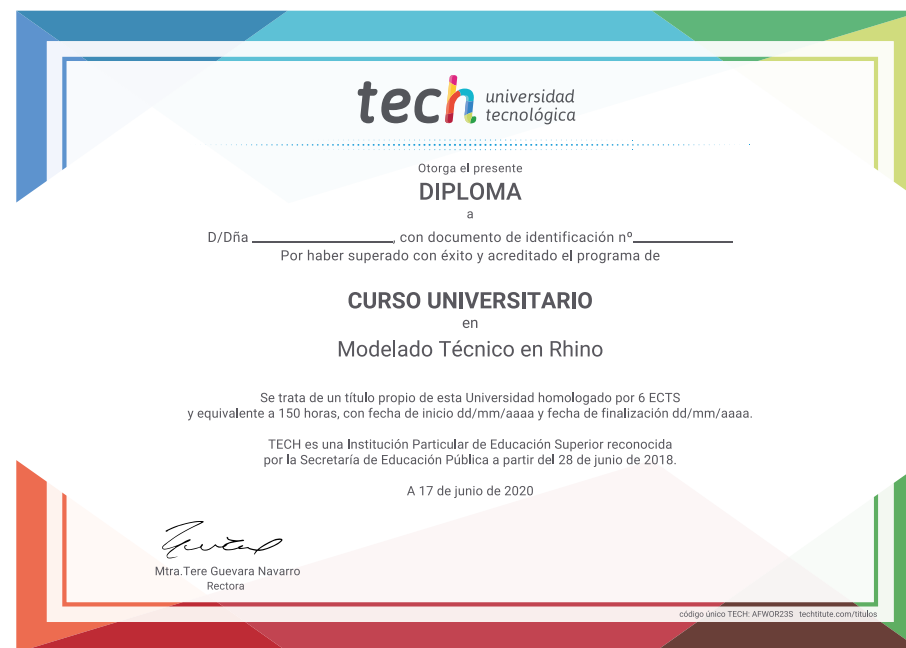 tech universidad
tecnológica
Otorga el presente
DIPLOMA
a
D/Dña ____________________, con documento de identificación nº______________
Por haber superado con éxito y acreditado el programa de
CURSO UNIVERSITARIO
en
Modelado Técnico en Rhino
Se trata de un título propio de esta Universidad homologado por 6 ECTS
y equivalente a 150 horas, con fecha de inicio dd/mm/aaaa y fecha de finalización dd/mm/aaaa.
TECH es una Institución Particular de Educación Superior reconocida
por la Secretaría de Educación Pública a partir del 28 de junio de 2018.
A 17 de junio de 2020
Mtra.Tere Guevara Navarro
Rectora
código único TECH: AFWOR23S techtitute.com/titulos